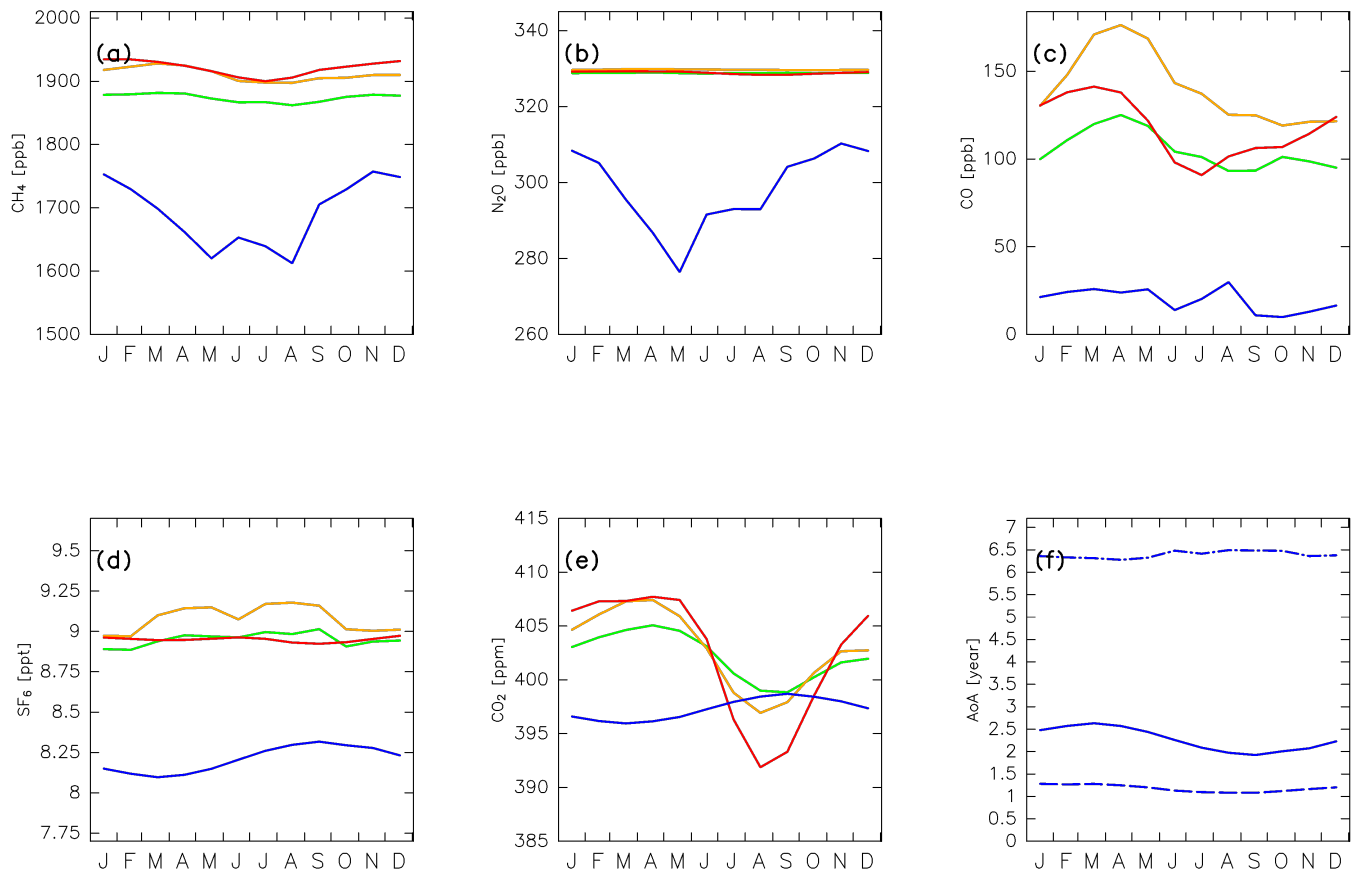 (a)
CH₄ [ppb]
2000
1900
1800
1700
1600
1500
J F M A M J J A S O N D
(b)
N₂O [ppb]
340
320
300
280
260
J F M A M J J A S O N D
(c)
CO [ppb]
150
100
50
0
J F M A M J J A S O N D
(d)
SF₆ [ppt]
9.5
9.25
9
8.75
8.5
8.25
8
7.75
J F M A M J J A S O N D
(e)
CO₂ [ppm]
415
410
405
400
395
390
385
J F M A M J J A S O N D
(f)
AoA [year]
7
6.5
6
5.5
5
4.5
4
3.5
3
2.5
2
1.5
1
0.5
0
J F M A M J J A S O N D